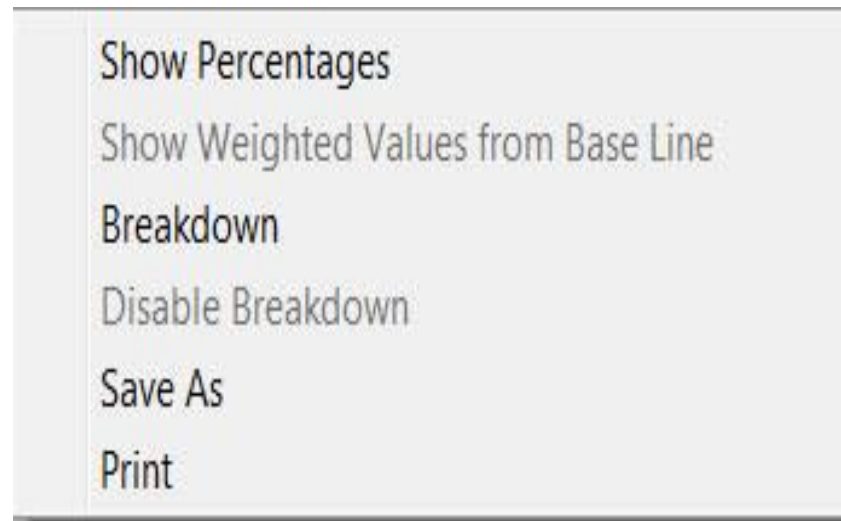 Show Percentages
Show Weighted Values from Base Line
Breakdown
Disable Breakdown
Save As
Print